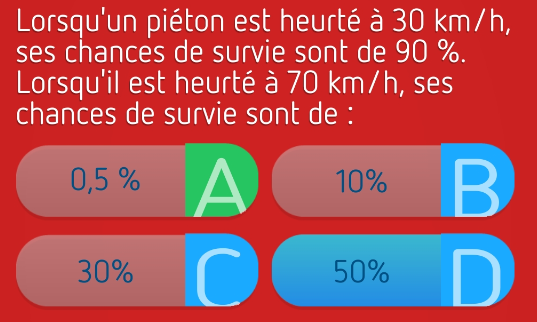 Lorsqu'un piéton est heurté à 30 km/h,
ses chances de survie sont de 90 %.
Lorsqu'il est heurté à 70 km/h, ses
chances de survie sont de :
0,5 % A
10% B
30% C
50% D